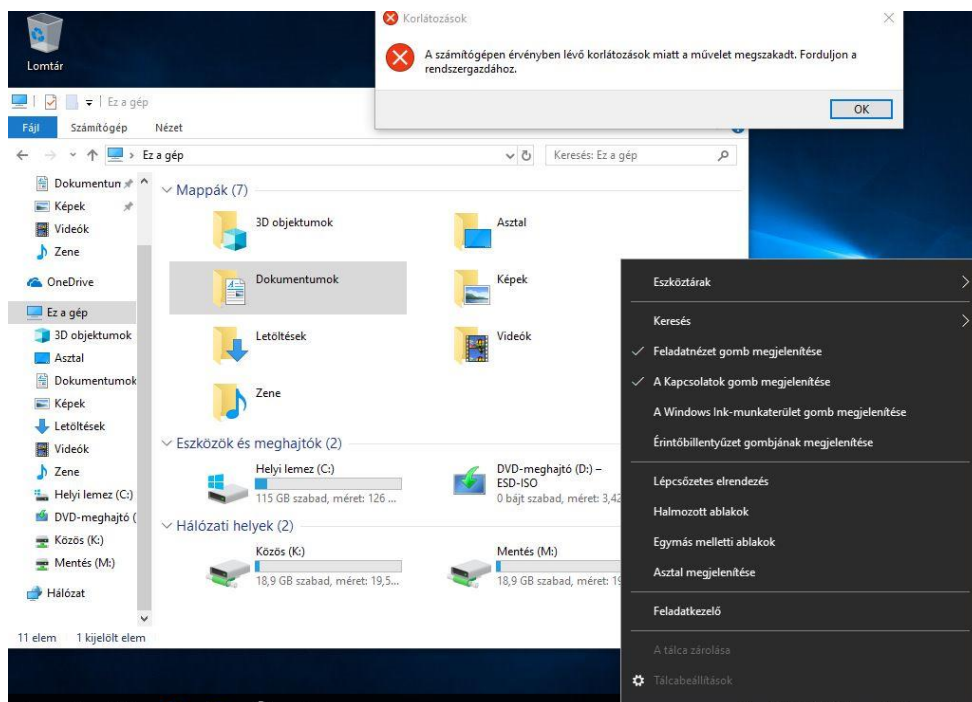 Lomtár
Korlátozások
A számítógépen érvényben lévő korlátozások miatt a művelet megszakadt. Forduljon a
rendszergazdához.
OK
Ez a gép
Fájl Számítógép Nézet
Ez a gép
Keresés: Ez a gép
Dokumentun
Képek
Videók
Zene
OneDrive
Ez a gép
3D objektumok
Asztal
Dokumentumok
Képek
Letöltések
Videók
Zene
Helyi lemez (C:)
DVD-meghajtó (
Közös (K:)
Mentés (M:)
Hálózat
Mappák (7)
3D objektumok
Asztal
Dokumentumok
Képek
Letöltések
Videók
Zene
Eszközök és meghajtók (2)
Helyi lemez (C:)
115 GB szabad, méret: 126 ...
DVD-meghajtó (D:) –
ESD-ISO
0 bájt szabad, méret: 3,42
Hálózati helyek (2)
Közös (K:)
18,9 GB szabad, méret: 19,5...
Mentés (M:)
18,9 GB szabad, méret: 19
11 elem 1 kijelölt elem
Eszköztárak
Keresés
Feladatnézet gomb megjelenítése
A Kapcsolatok gomb megjelenítése
A Windows Ink-munkaterület gomb megjelenítése
Érintőbillentyűzet gombjának megjelenítése
Lépcsőzetes elrendezés
Halmozott ablakok
Egymás melletti ablakok
Asztal megjelenítése
Feladatkezelő
A tálca zárolása
Tálcabeállítások